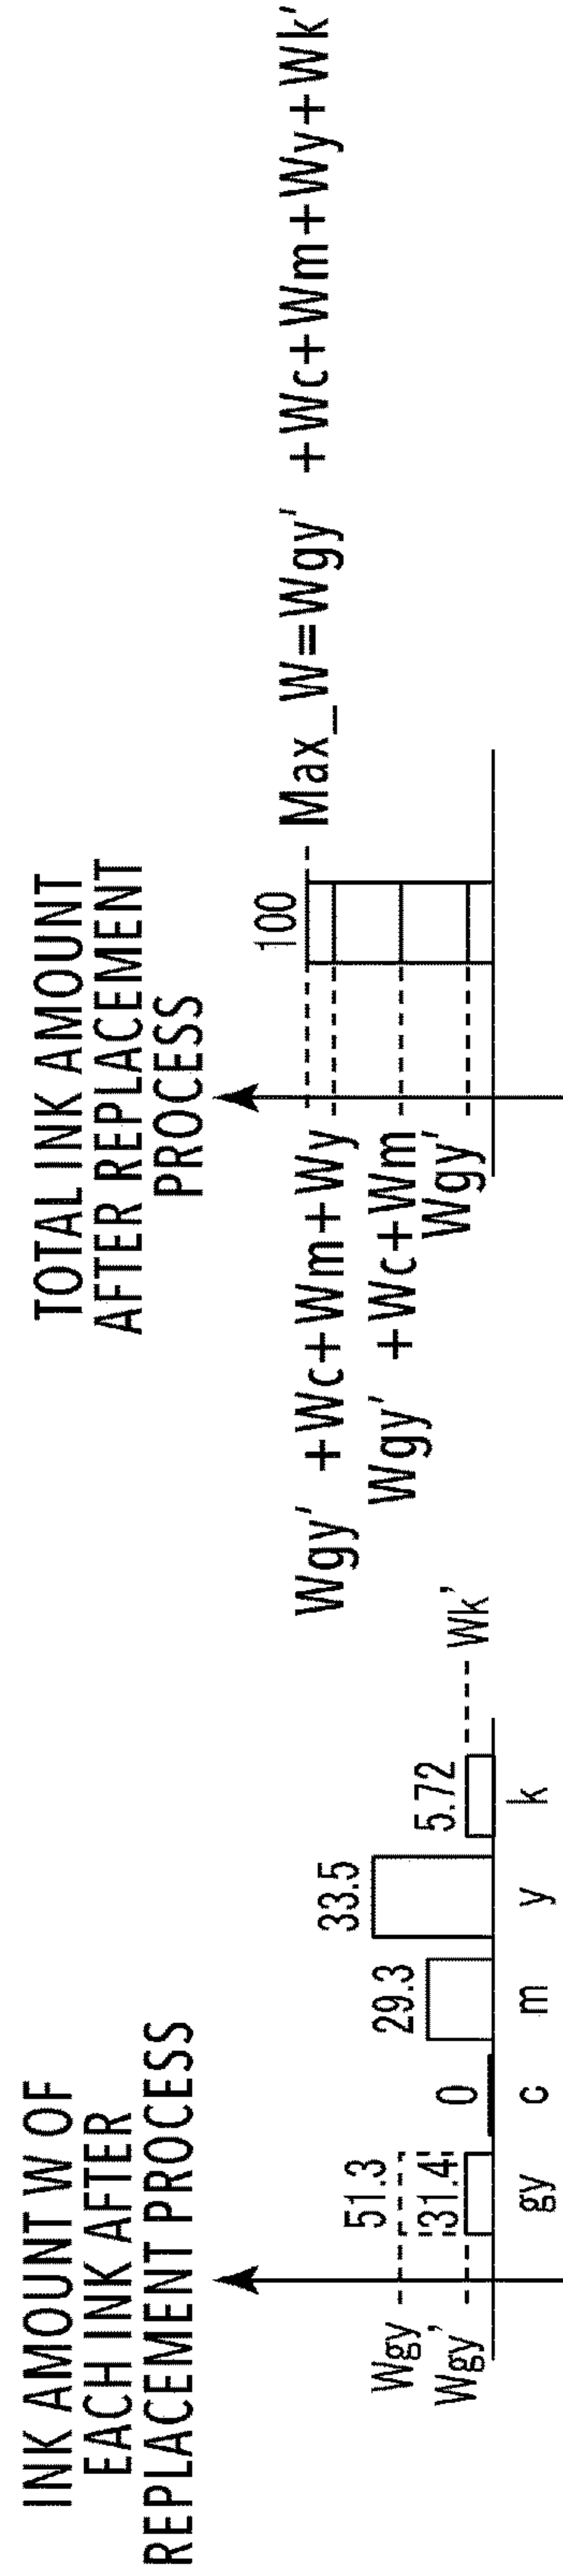 INK AMOUNT W OF
EACH INK AFTER
REPLACEMENT PROCESS
Wgy
Wgy'
51.3
31.4
0
29.3
33.5
5.72
Wk'
gy
c
m
y
k
TOTAL INK AMOUNT
AFTER REPLACEMENT
PROCESS
100
Max_W=Wgy' +Wc+Wm+Wy+Wk'
Wgy' +Wc+Wm+Wy
Wgy' +Wc+Wm
Wgy'